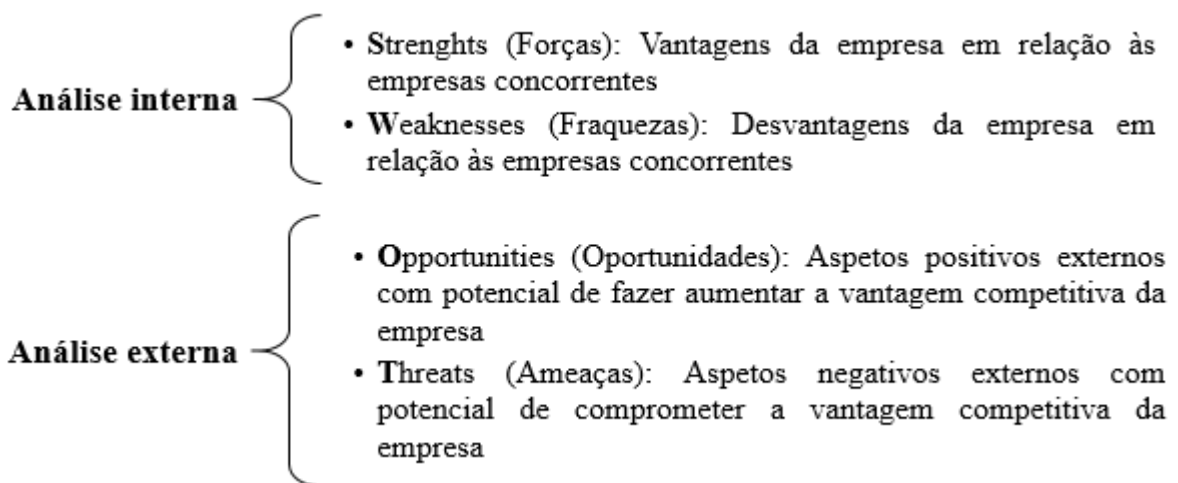 Análise interna
• Strenghts (Forças): Vantagens da empresa em relação às
empresas concorrentes
• Weaknesses (Fraquezas): Desvantagens da empresa em
relação às empresas concorrentes
Análise externa
• Opportunities (Oportunidades): Aspetos positivos externos
com potencial de fazer aumentar a vantagem competitiva da
empresa
• Threats (Ameaças): Aspetos negativos externos com
potencial de comprometer a vantagem competitiva da
empresa